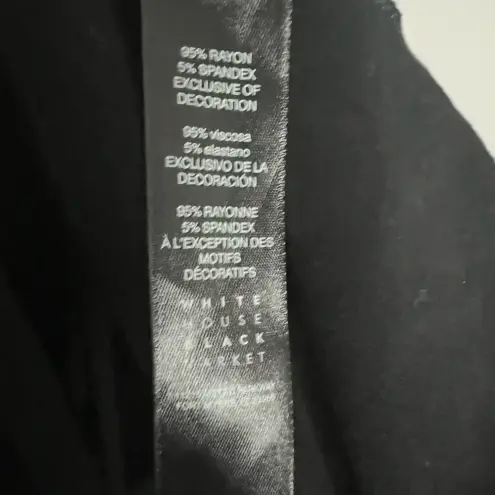 95% RAYON
5% SPANDEX
EXCLUSIVE OF
DECORATION
95% viscosa
5% elastano
EXCLUSIVO DE LA
DECORACIÓN
95% RAYONNE
5% SPANDEX
À L'EXCEPTION DES
MOTIFS
DÉCORATIFS
WHITE
HOUSE
BLACK
MARKET